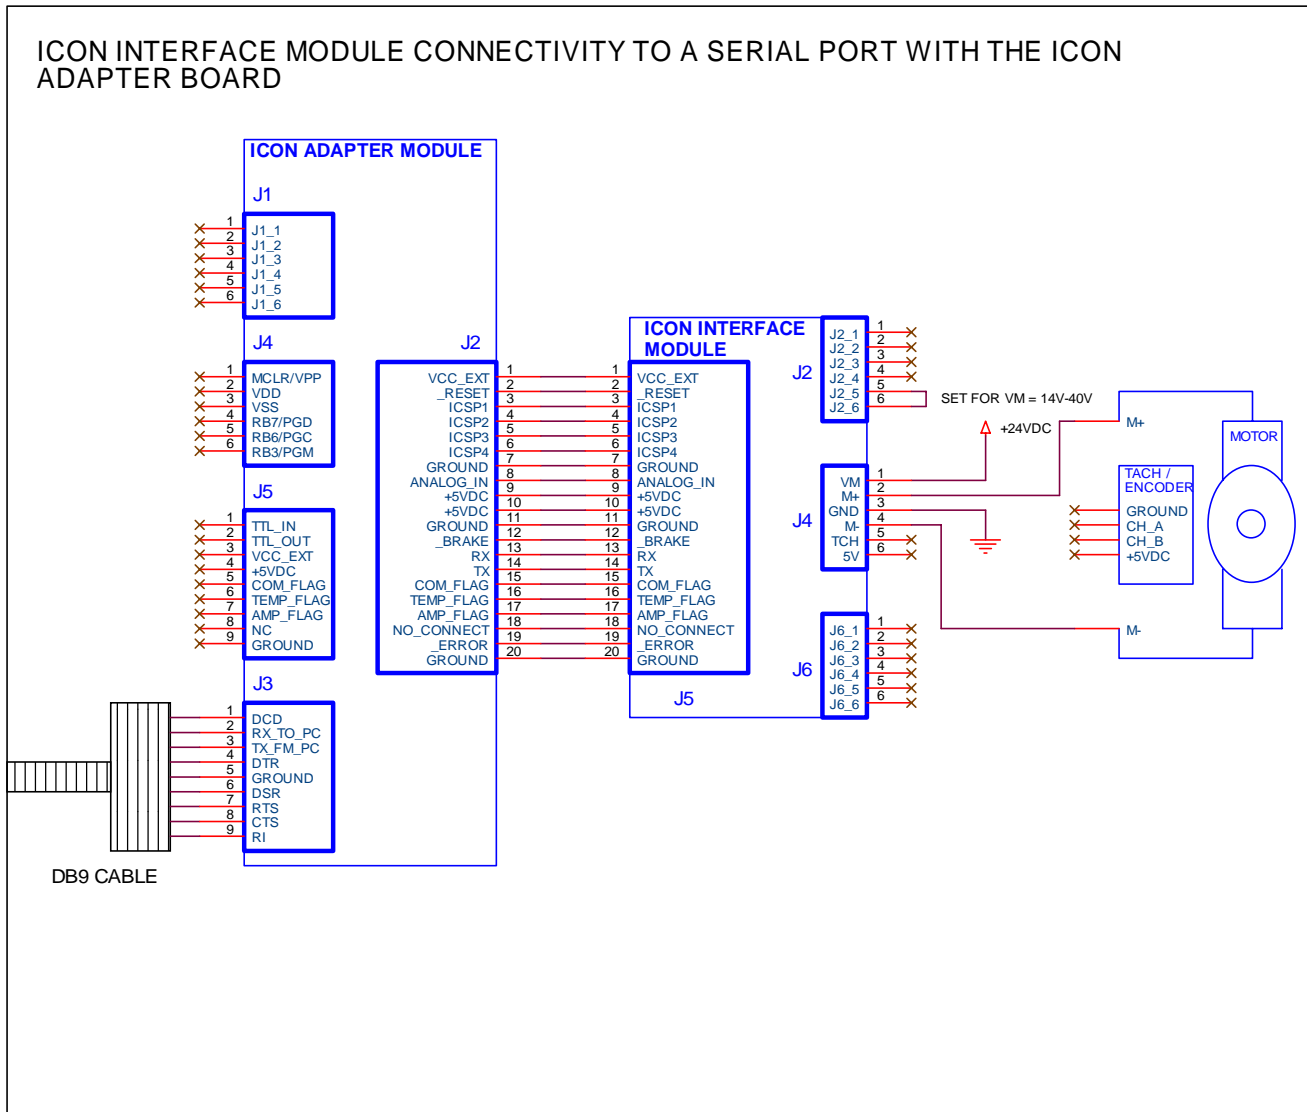 ICON INTERFACE MODULE CONNECTIVITY TO A SERIAL PORT WITH THE ICON
ADAPTER BOARD
ICON ADAPTER MODULE
J1
1 J1_1
2 J1_2
3 J1_3
4 J1_4
5 J1_5
6 J1_6
J4
1 MCLR/VPP
2 VDD
3 VSS
4 RB7/PGD
5 RB6/PGC
6 RB3/PGM
J5
1 TTL_IN
2 TTL_OUT
3 VCC_EXT
4 +5VDC
5 COM_FLAG
6 TEMP_FLAG
7 AMP_FLAG
8 NC
9 GROUND
J3
1 DCD
2 RX_TO_PC
3 TX_FM_PC
4 DTR
5 GROUND
6 DSR
7 RTS
8 CTS
9 RI
DB9 CABLE
J2
VCC_EXT 1
_RESET 2
ICSP1 3
ICSP2 4
ICSP3 5
ICSP4 6
GROUND 7
ANALOG_IN 8
+5VDC 9
+5VDC 10
GROUND 11
_BRAKE 12
RX 13
TX 14
COM_FLAG 15
TEMP_FLAG 16
AMP_FLAG 17
NO_CONNECT 18
_ERROR 19
GROUND 20
ICON INTERFACE
MODULE
1 VCC_EXT
2 _RESET
3 ICSP1
4 ICSP2
5 ICSP3
6 ICSP4
7 GROUND
8 ANALOG_IN
9 +5VDC
10 +5VDC
11 GROUND
12 _BRAKE
13 RX
14 TX
15 COM_FLAG
16 TEMP_FLAG
17 AMP_FLAG
18 NO_CONNECT
19 _ERROR
20 GROUND
J5
J2
J2_1 1
J2_2 2
J2_3 3
J2_4 4
J2_5 5
J2_6 6
SET FOR VM = 14V-40V
+24VDC
J4
VM 1
M+ 2
GND 3
M- 4
TCH 5
5V 6
J6
J6_1 1
J6_2 2
J6_3 3
J6_4 4
J6_5 5
J6_6 6
M+
MOTOR
TACH /
ENCODER
GROUND
CH_A
CH_B
+5VDC
M-